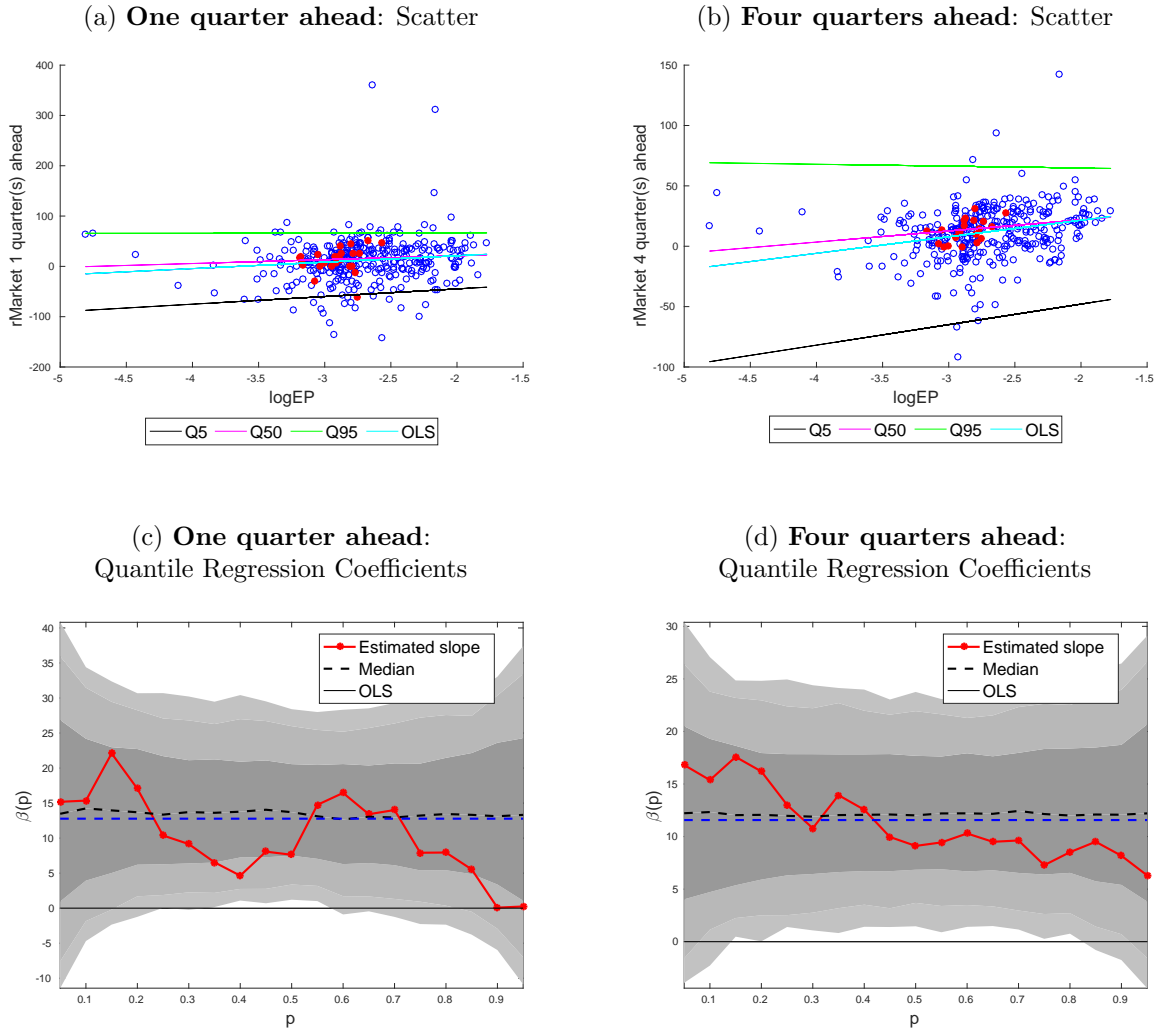 (a) One quarter ahead: Scatter
400
300
200
100
0
-100
-200
rMarket 1 quarter(s) ahead
-5 -4.5 -4 -3.5 -3 -2.5 -2 -1.5
logEP
Q5 Q50 Q95 OLS
(b) Four quarters ahead: Scatter
150
100
50
0
-50
-100
rMarket 4 quarter(s) ahead
-5 -4.5 -4 -3.5 -3 -2.5 -2 -1.5
logEP
Q5 Q50 Q95 OLS
(c) One quarter ahead:
Quantile Regression Coefficients
40
35
30
25
20
15
10
5
0
-5
-10
β(p)
Estimated slope
Median
OLS
0.1 0.2 0.3 0.4 0.5 0.6 0.7 0.8 0.9
p
(d) Four quarters ahead:
Quantile Regression Coefficients
30
25
20
15
10
5
0
β(p)
Estimated slope
Median
OLS
0.1 0.2 0.3 0.4 0.5 0.6 0.7 0.8 0.9
p